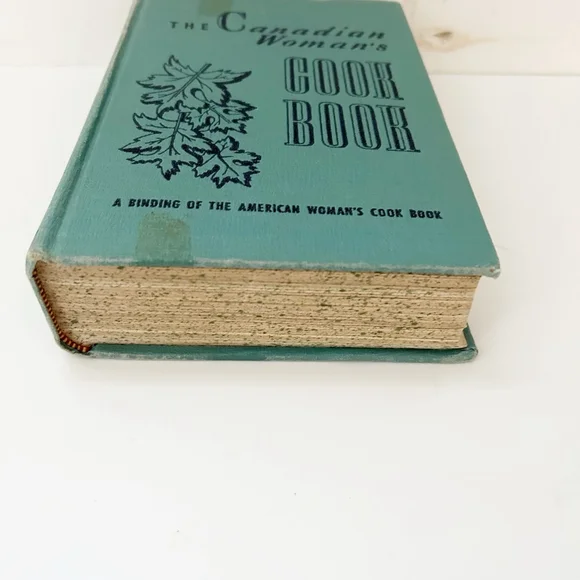 THE Canadian
Woman's
COOK
BOOK
A BINDING OF THE AMERICAN WOMAN'S COOK BOOK